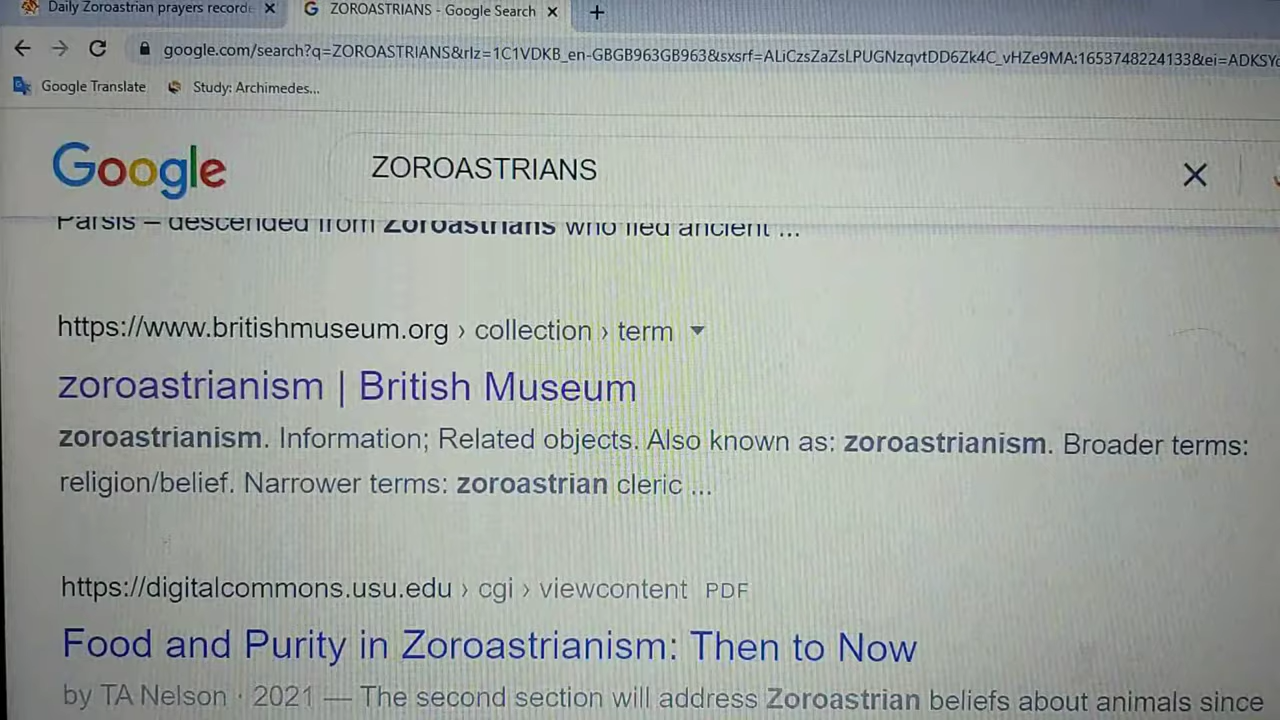 Daily Zoroastrian prayers record
ZOROASTRIANS - Google Search
google.com/search?q=ZOROASTRIANS&rlz=1C1VDKB_en-GBGB963GB963&sxsrf=ALiCzsZaZsLPUGNzqvtDD6Zk4C_vHZe9MA:1653748224133&ei=ADKSY
Google Translate
Study: Archimedes...
Google
ZOROASTRIANS
Parsis – descended from Zoroastrians who fled ancient ...
https://www.britishmuseum.org › collection › term
zoroastrianism | British Museum
zoroastrianism. Information; Related objects. Also known as: zoroastrianism. Broader terms:
religion/belief. Narrower terms: zoroastrian cleric ...
https://digitalcommons.usu.edu › cgi › viewcontent PDF
Food and Purity in Zoroastrianism: Then to Now
by TA Nelson · 2021 — The second section will address Zoroastrian beliefs about animals since